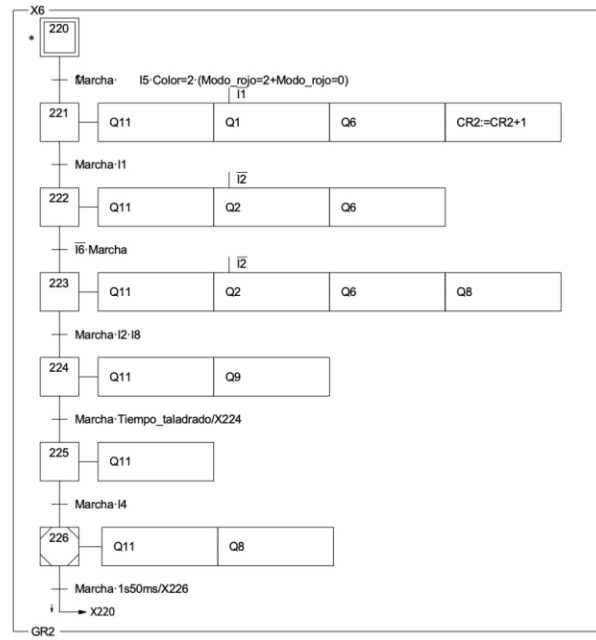 X6
220
*
↑Marcha· I5·Color=2·(Modo_rojo=2+Modo_rojo=0)
I1
221 Q11 Q1 Q6 CR2:=CR2+1
Marcha·I1
I2̅
222 Q11 Q2 Q6
I6̅·Marcha
I2̅
223 Q11 Q2 Q6 Q8
Marcha·I2·I8
224 Q11 Q9
Marcha·Tiempo_taladrado/X224
225 Q11
Marcha·I4
226 Q11 Q8
Marcha·1s50ms/X226
X220
GR2